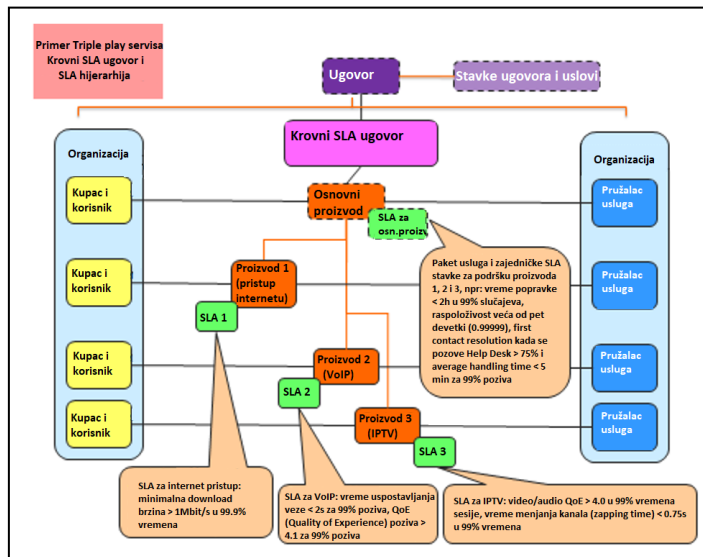 Primer Triple play servisa
Krovni SLA ugovor i
SLA hijerarhija
Ugovor
Stavke ugovora i uslovi
Krovni SLA ugovor
Organizacija
Kupac i
korisnik
Kupac i
korisnik
Kupac i
korisnik
Kupac i
korisnik
Organizacija
Pružalac
usluga
Pružalac
usluga
Pružalac
usluga
Pružalac
usluga
Osnovni
proizvod
SLA za
osn.proizv
Paket usluga i zajedničke SLA
stavke za podršku proizvoda
1, 2 i 3, npr: vreme popravke
< 2h u 99% slučajeva,
raspoloživost veća od pet
devetki (0.99999), first
contact resolution kada se
pozove Help Desk > 75% i
average handling time < 5
min za 99% poziva
Proizvod 1
(pristup
internetu)
SLA 1
Proizvod 2
(VoIP)
SLA 2
Proizvod 3
(IPTV)
SLA 3
SLA za internet pristup:
minimalna download
brzina > 1Mbit/s u 99.9%
vremena
SLA za VoIP: vreme uspostavljanja
veze < 2s za 99% poziva, QoE
(Quality of Experience) poziva >
4.1 za 99% poziva
SLA za IPTV: video/audio QoE > 4.0 u 99% vremena
sesije, vreme menjanja kanala (zapping time) < 0.75s
u 99% vremena